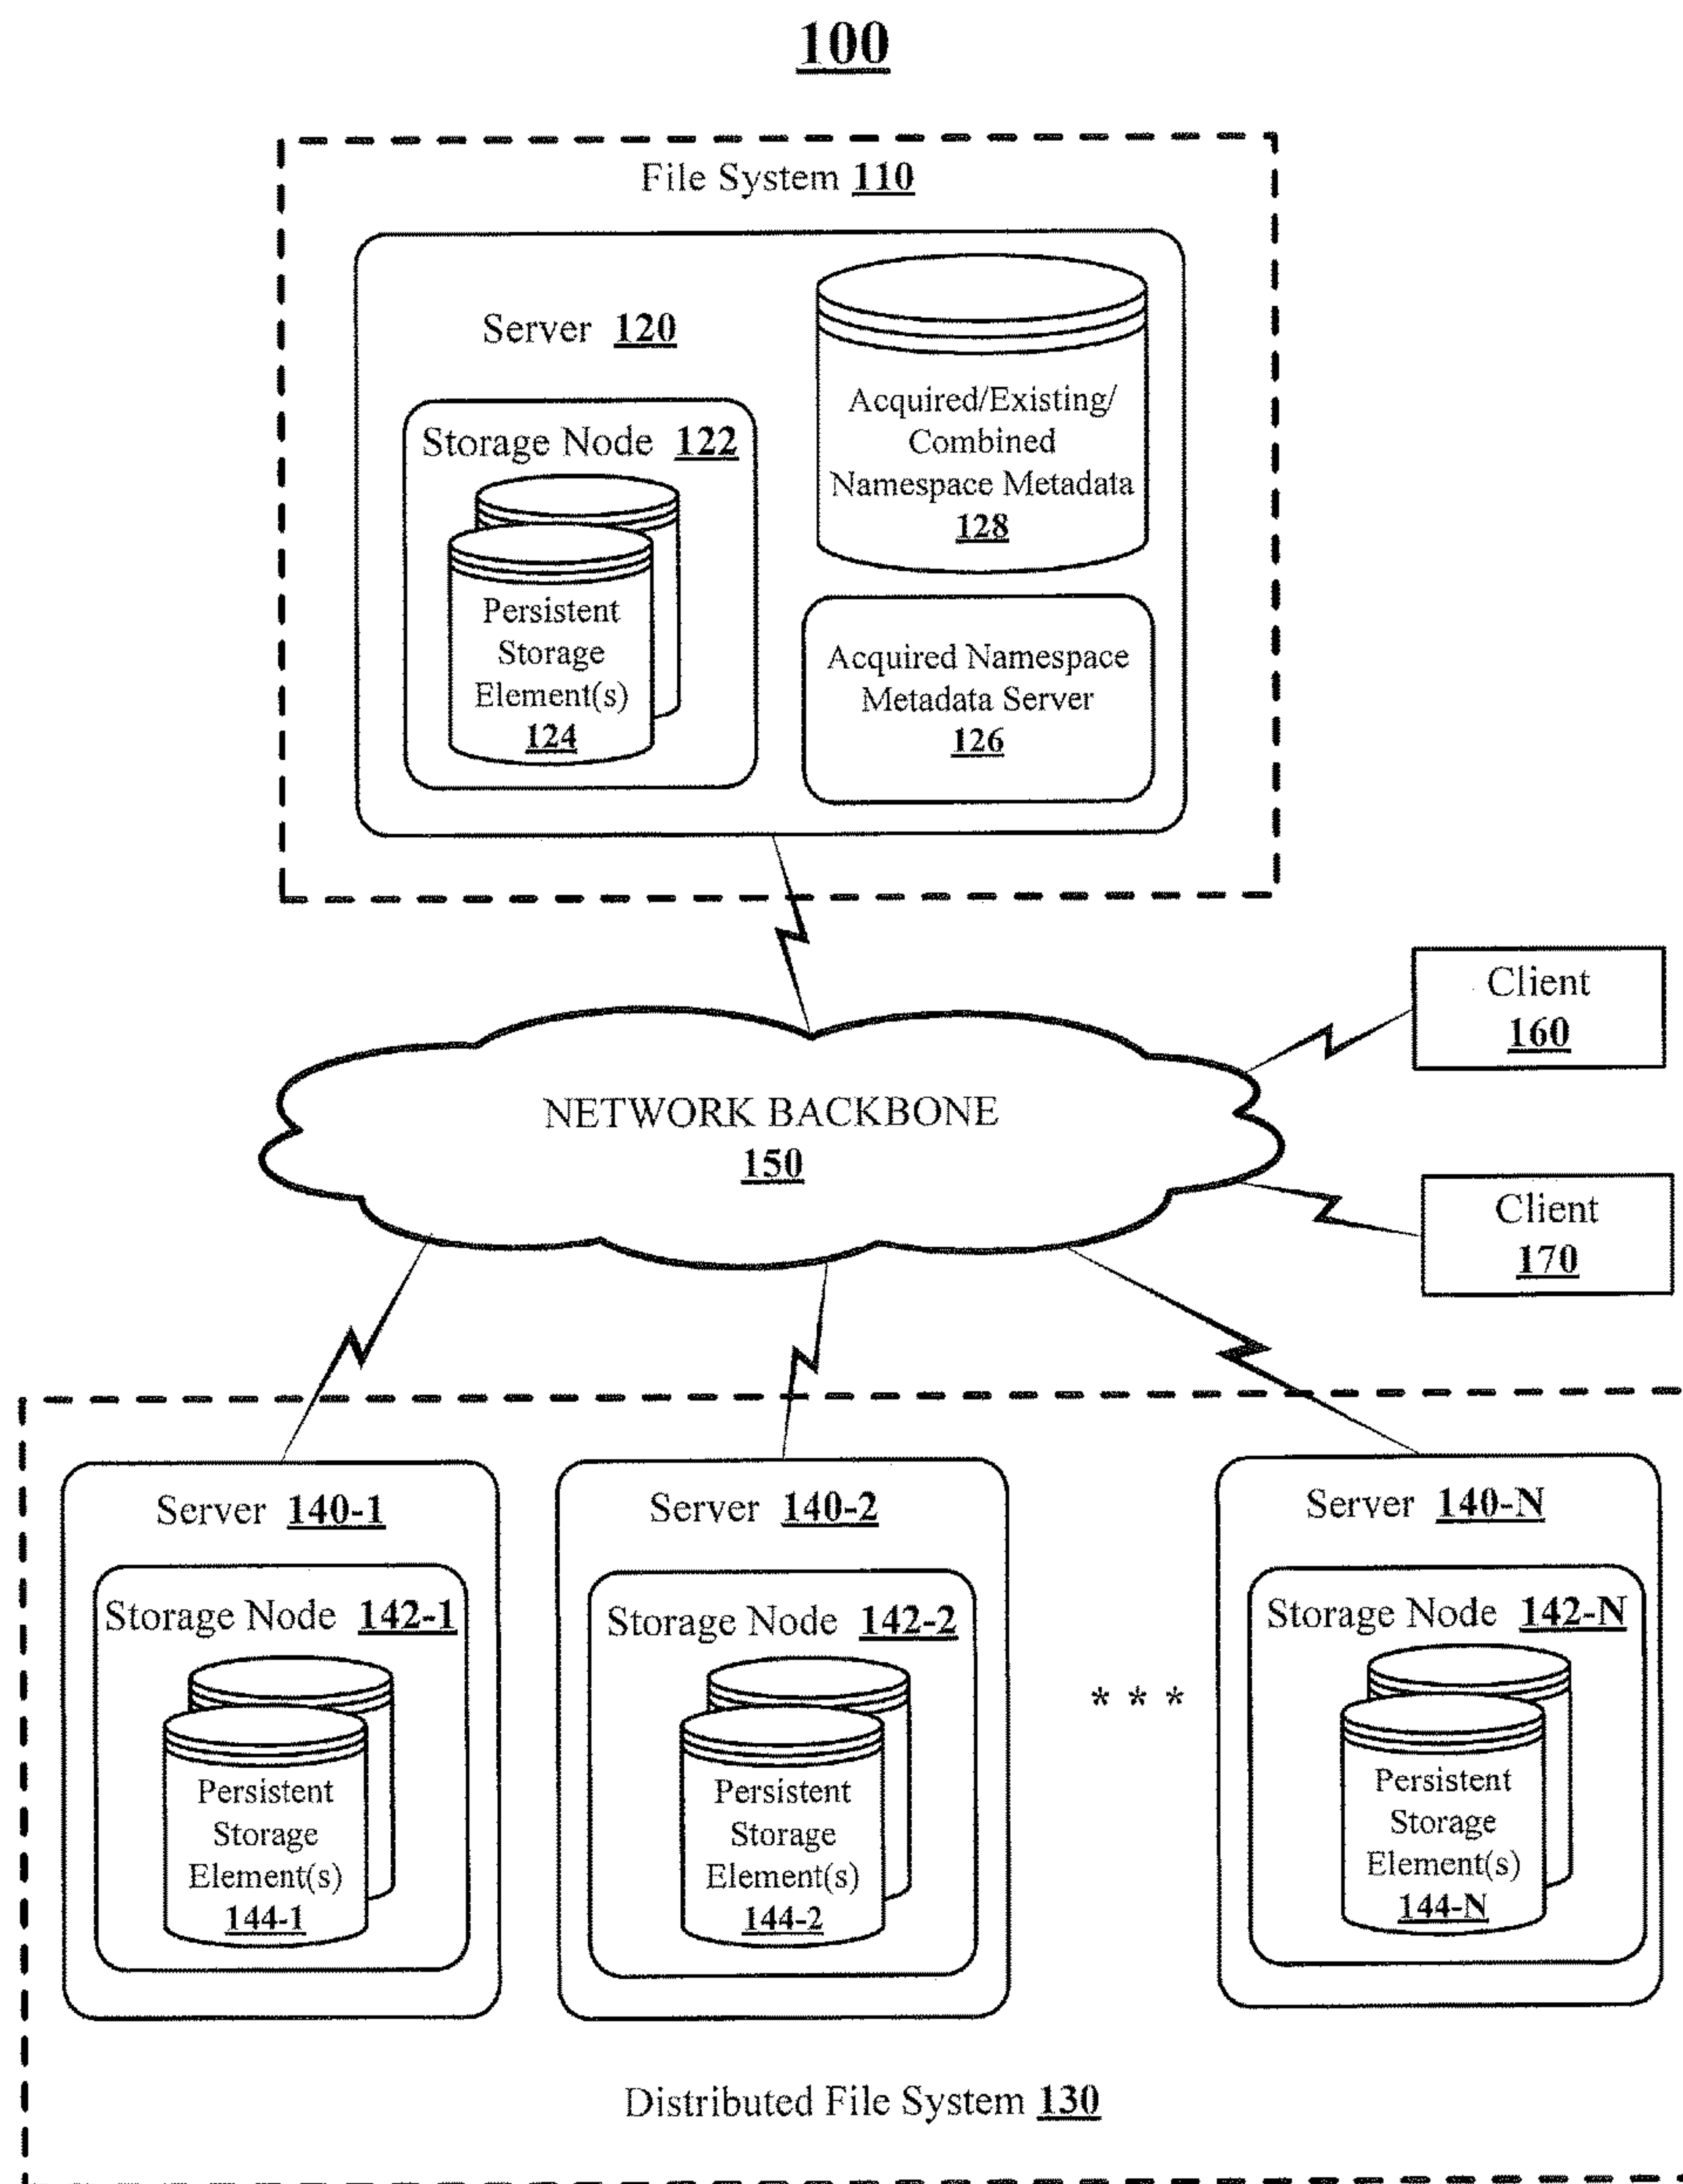 100
File System 110
Server 120
Storage Node 122
Persistent
Storage
Element(s)
124
Acquired/Existing/
Combined
Namespace Metadata
128
Acquired Namespace
Metadata Server
126
Client
160
NETWORK BACKBONE
150
Client
170
Server 140-1
Storage Node 142-1
Persistent
Storage
Element(s)
144-1
Server 140-2
Storage Node 142-2
Persistent
Storage
Element(s)
144-2
* * *
Server 140-N
Storage Node 142-N
Persistent
Storage
Element(s)
144-N
Distributed File System 130